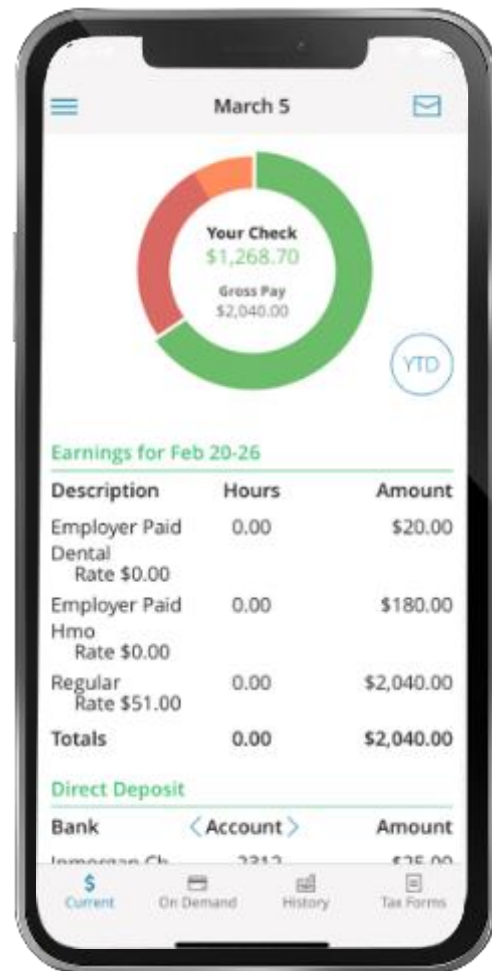 March 5
Your Check
$1,268.70
Gross Pay
$2,040.00
YTD
Earnings for Feb 20-26
Description Hours Amount
Employer Paid 0.00 $20.00
Dental
Rate $0.00
Employer Paid 0.00 $180.00
Hmo
Rate $0.00
Regular 0.00 $2,040.00
Rate $51.00
Totals 0.00 $2,040.00
Direct Deposit
Bank < Account > Amount
2312 $25.00
$
Current On Demand History Tax Forms